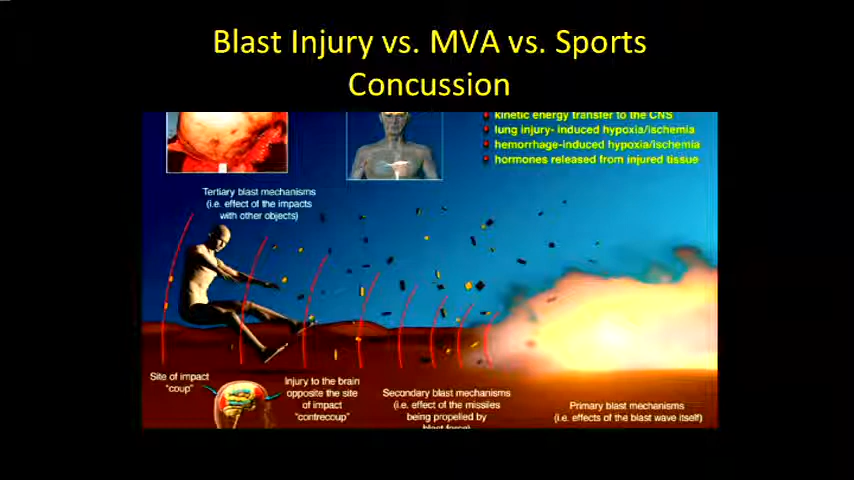 Blast Injury vs. MVA vs. Sports
Concussion
kinetic energy transfer to the CNS
lung injury- induced hypoxia/ischemia
hemorrhage-induced hypoxia/ischemia
hormones released from injured tissue
Tertiary blast mechanisms
(i.e. effect of the impacts
with other objects)
Site of impact
"coup"
Injury to the brain
opposite the site
of impact
"contrecoup"
Secondary blast mechanisms
(i.e. effect of the missiles
being propelled by
blast force)
Primary blast mechanisms
(i.e. effects of the blast wave itself)